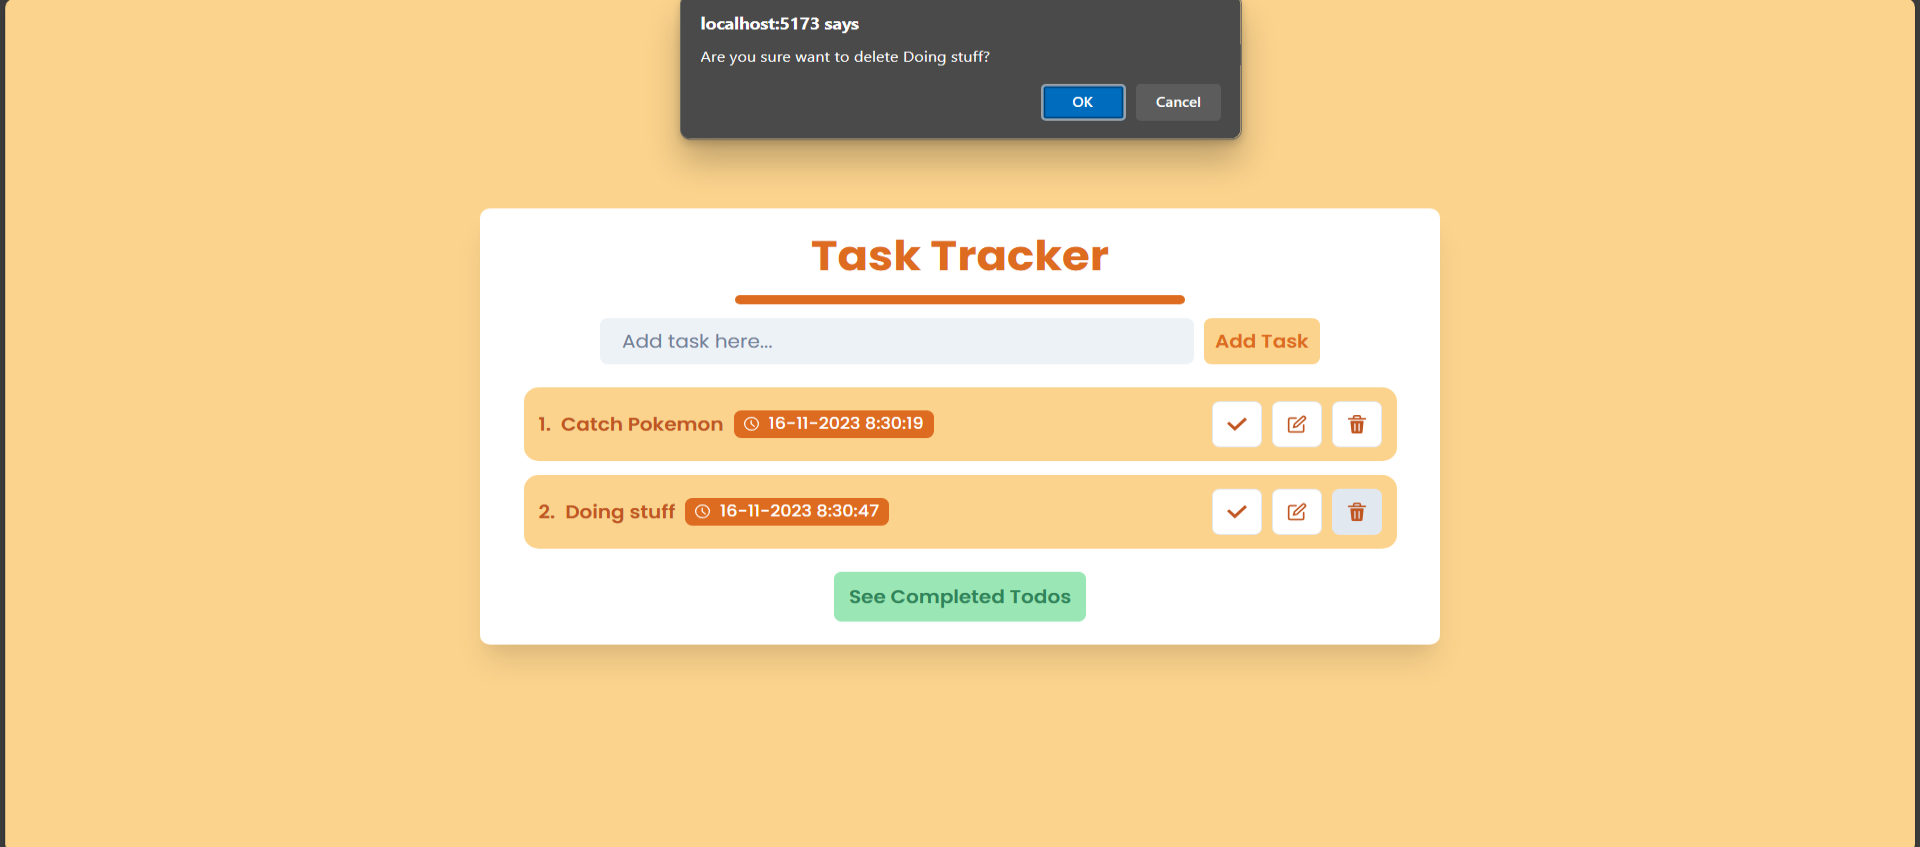 localhost:5173 says
Are you sure want to delete Doing stuff?
OK Cancel
Task Tracker
Add task here... Add Task
1. Catch Pokemon 16-11-2023 8:30:19
2. Doing stuff 16-11-2023 8:30:47
See Completed Todos